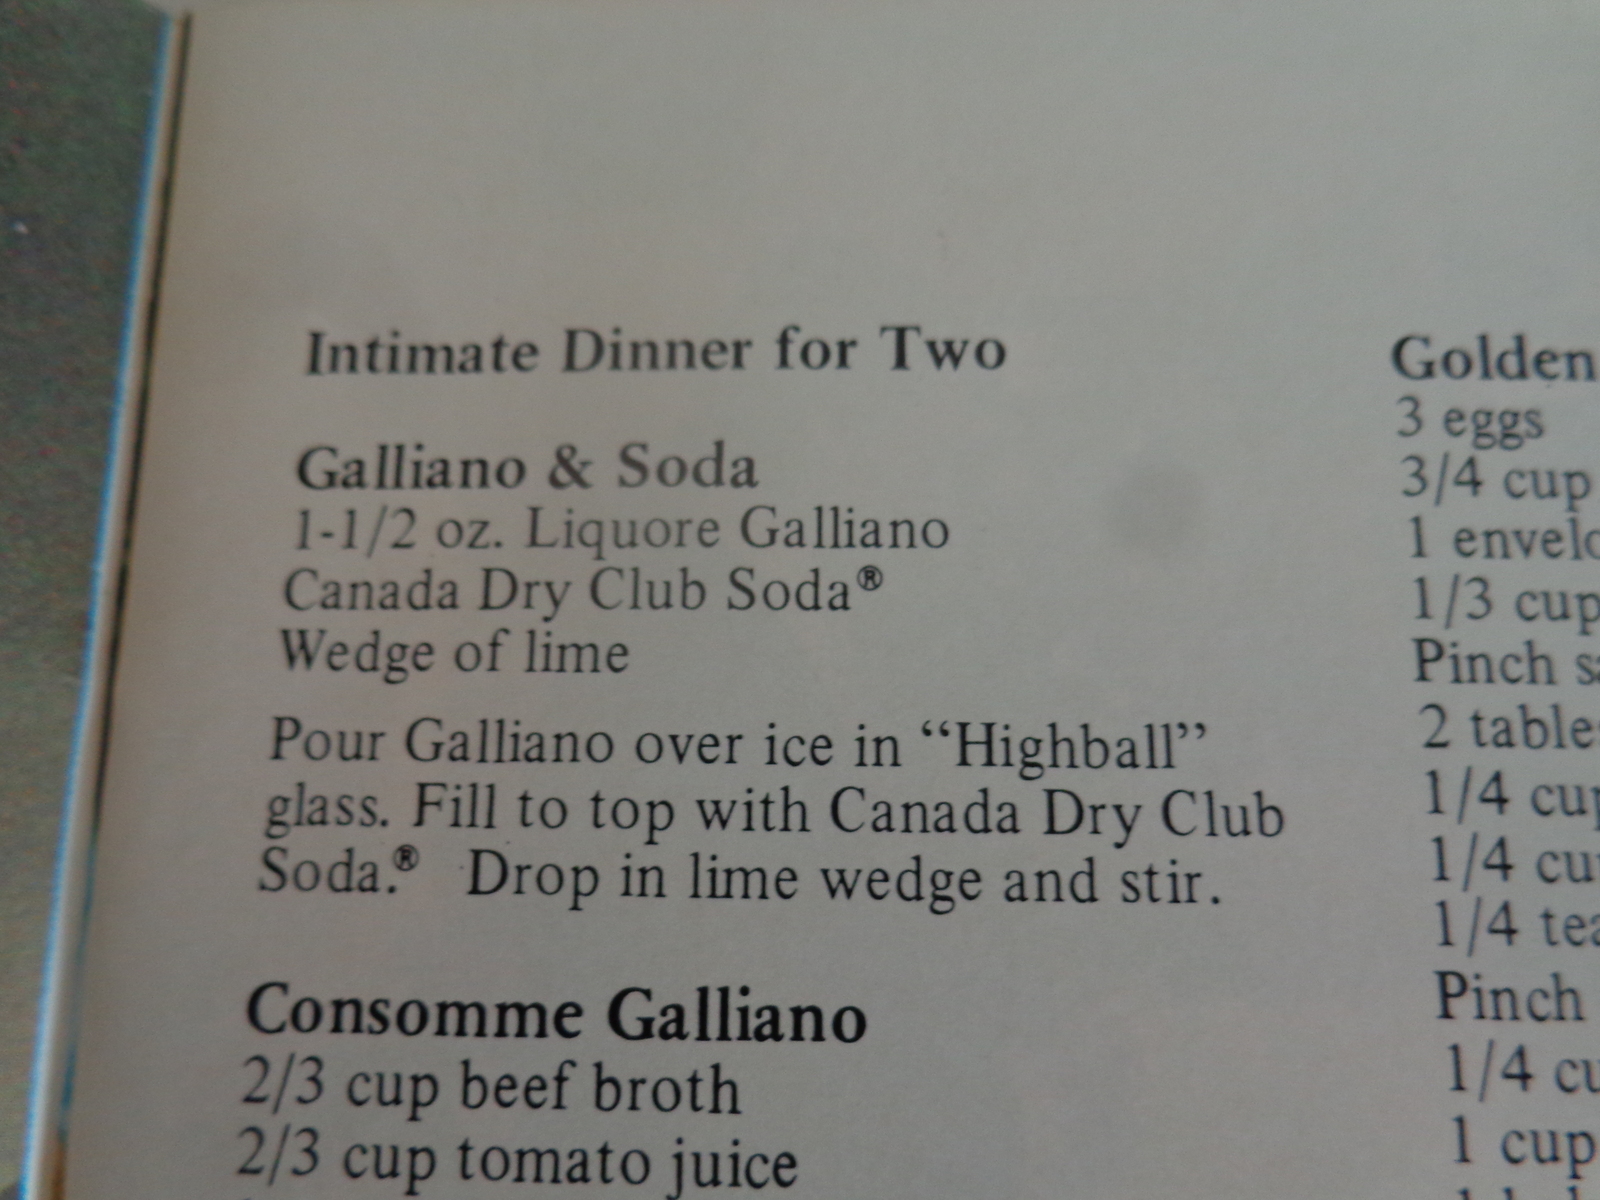 Intimate Dinner for Two
Galliano & Soda
1-1/2 oz. Liquore Galliano
Canada Dry Club Soda®
Wedge of lime
Pour Galliano over ice in “Highball”
glass. Fill to top with Canada Dry Club
Soda.® Drop in lime wedge and stir.
Consomme Galliano
2/3 cup beef broth
2/3 cup tomato juice
Golden
3 eggs
3/4 cup
1
1/3 cup
Pinch
2
1/4
1/4
1/4
Pinch
1/4
1 cup